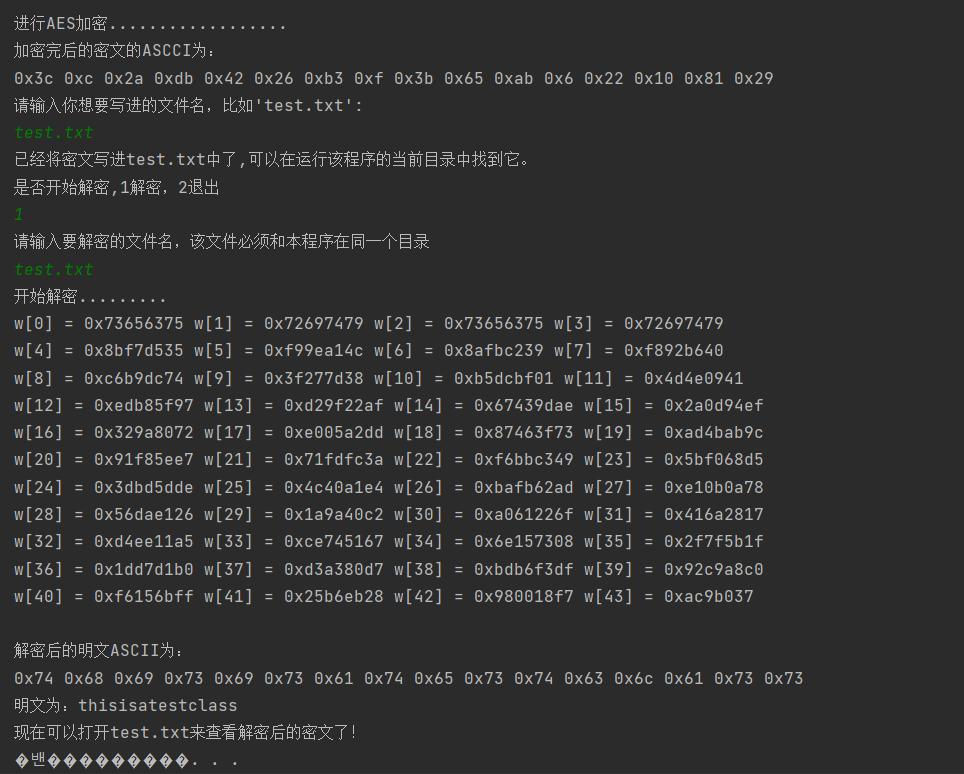 进行AES加密..................
加密完后的密文的ASCCI为：
0x3c 0xc 0x2a 0xdb 0x42 0x26 0xb3 0xf 0x3b 0x65 0xab 0x6 0x22 0x10 0x81 0x29
请输入你想要写进的文件名，比如'test.txt'：
test.txt
已经将密文写进test.txt中了,可以在运行该程序的当前目录中找到它。
是否开始解密,1解密，2退出
1
请输入要解密的文件名，该文件必须和本程序在同一个目录
test.txt
开始解密.........
w[0] = 0x73656375 w[1] = 0x72697479 w[2] = 0x73656375 w[3] = 0x72697479
w[4] = 0x8bf7d535 w[5] = 0xf99ea14c w[6] = 0x8afbc239 w[7] = 0xf892b640
w[8] = 0xc6b9dc74 w[9] = 0x3f277d38 w[10] = 0xb5dcbf01 w[11] = 0x4d4e0941
w[12] = 0xedb85f97 w[13] = 0xd29f22af w[14] = 0x67439dae w[15] = 0x2a0d94ef
w[16] = 0x329a8072 w[17] = 0xe005a2dd w[18] = 0x87463f73 w[19] = 0xad4bab9c
w[20] = 0x91f85ee7 w[21] = 0x71fdfc3a w[22] = 0xf6bbc349 w[23] = 0x5bf068d5
w[24] = 0x3dbd5dde w[25] = 0x4c40a1e4 w[26] = 0xbafb62ad w[27] = 0xe10b0a78
w[28] = 0x56dae126 w[29] = 0x1a9a40c2 w[30] = 0xa061226f w[31] = 0x416a2817
w[32] = 0xd4ee11a5 w[33] = 0xce745167 w[34] = 0x6e157308 w[35] = 0x2f7f5b1f
w[36] = 0x1dd7d1b0 w[37] = 0xd3a380d7 w[38] = 0xbdb6f3df w[39] = 0x92c9a8c0
w[40] = 0xf6156bff w[41] = 0x25b6eb28 w[42] = 0x980018f7 w[43] = 0xac9b037
解密后的明文ASCII为：
0x74 0x68 0x69 0x73 0x69 0x73 0x61 0x74 0x65 0x73 0x74 0x63 0x6c 0x61 0x73 0x73
明文为：thisisatestclass
现在可以打开test.txt来查看解密后的密文了！
�밴���������. . .